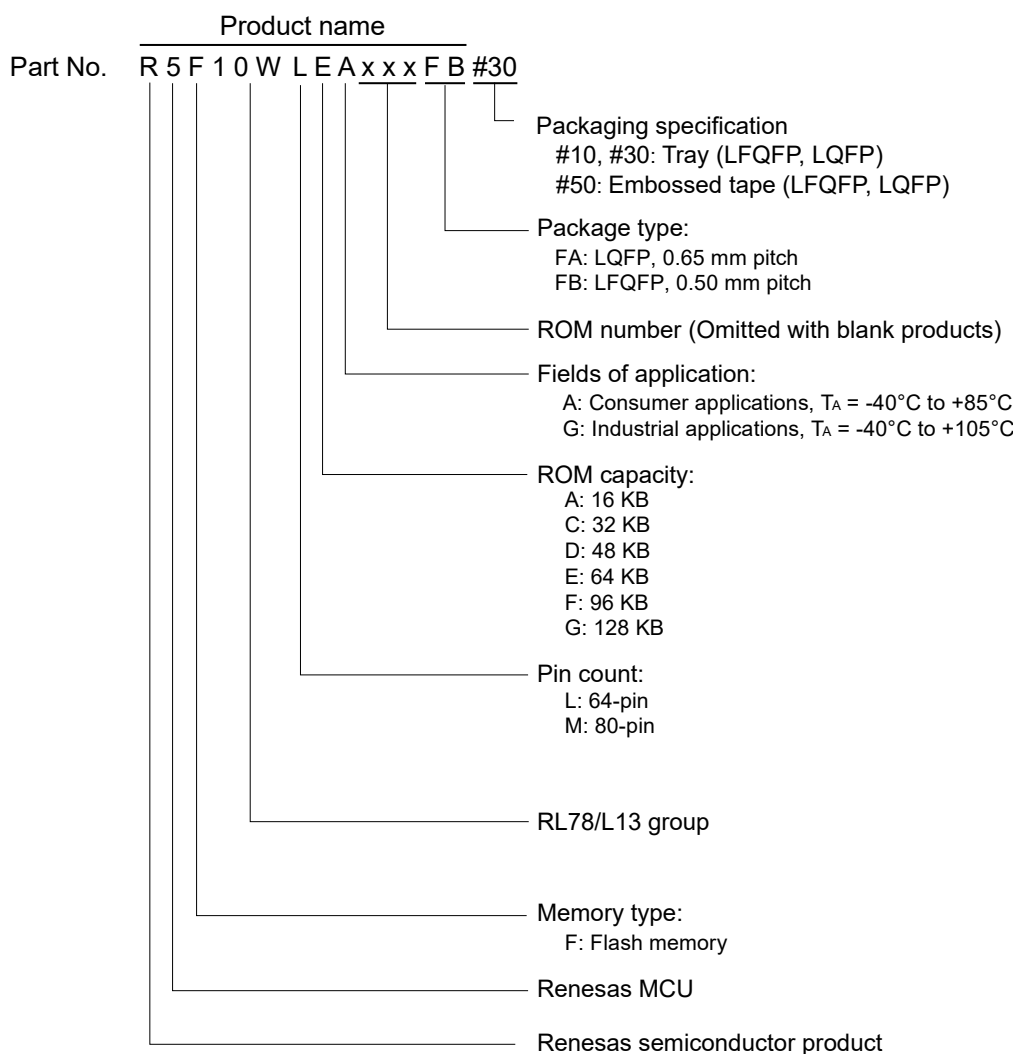 Product name
Part No. R 5 F 1 0 W L E A x x x F B #30
Packaging specification
#10, #30: Tray (LFQFP, LQFP)
#50: Embossed tape (LFQFP, LQFP)
Package type:
FA: LQFP, 0.65 mm pitch
FB: LFQFP, 0.50 mm pitch
ROM number (Omitted with blank products)
Fields of application:
A: Consumer applications, TA = -40°C to +85°C
G: Industrial applications, TA = -40°C to +105°C
ROM capacity:
A: 16 KB
C: 32 KB
D: 48 KB
E: 64 KB
F: 96 KB
G: 128 KB
Pin count:
L: 64-pin
M: 80-pin
RL78/L13 group
Memory type:
F: Flash memory
Renesas MCU
Renesas semiconductor product